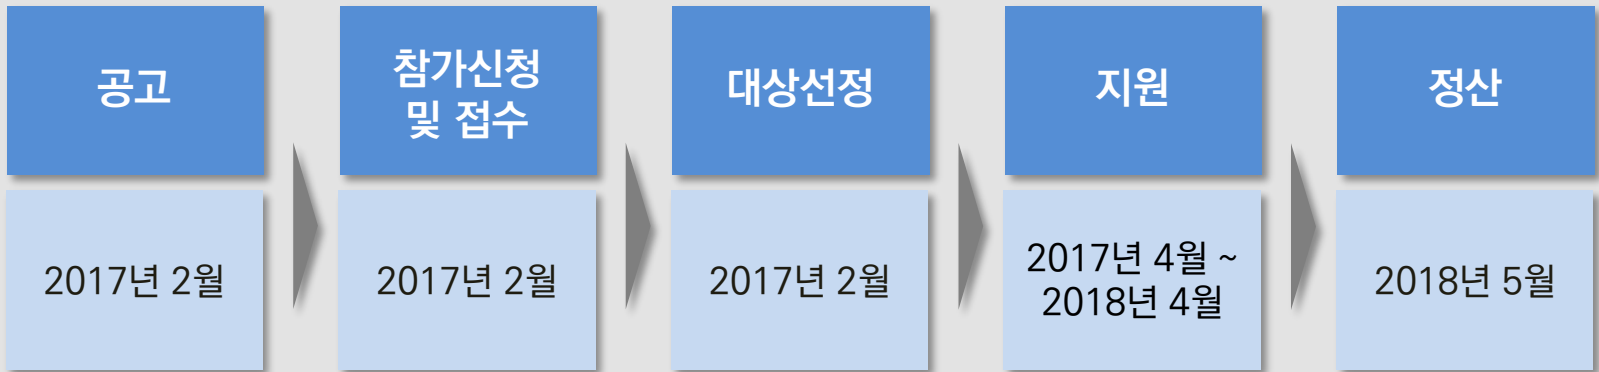 공고
참가신청
및 접수
대상선정
지원
정산
2017년 2월
2017년 2월
2017년 2월
2017년 4월 ~
2018년 4월
2018년 5월